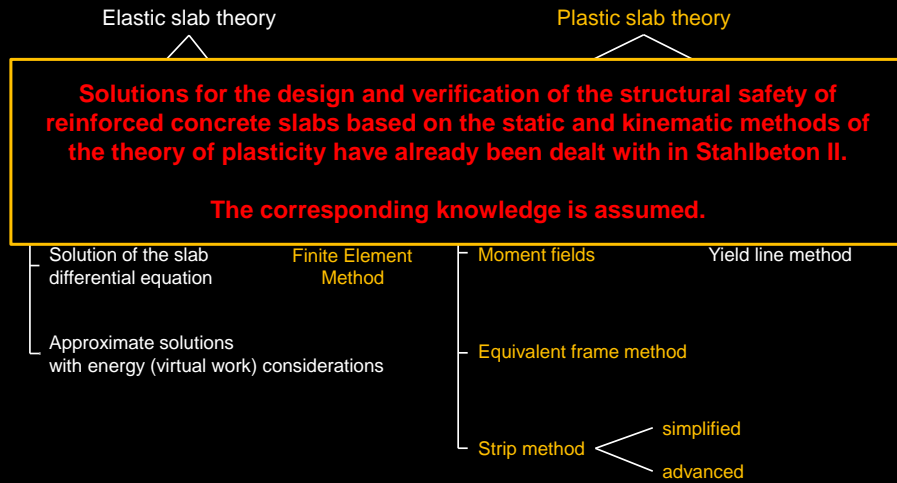 Elastic slab theory
Plastic slab theory
Solutions for the design and verification of the structural safety of
reinforced concrete slabs based on the static and kinematic methods of
the theory of plasticity have already been dealt with in Stahlbeton II.
The corresponding knowledge is assumed.
Solution of the slab
differential equation
Finite Element
Method
Moment fields
Yield line method
Approximate solutions
with energy (virtual work) considerations
Equivalent frame method
Strip method
simplified
advanced